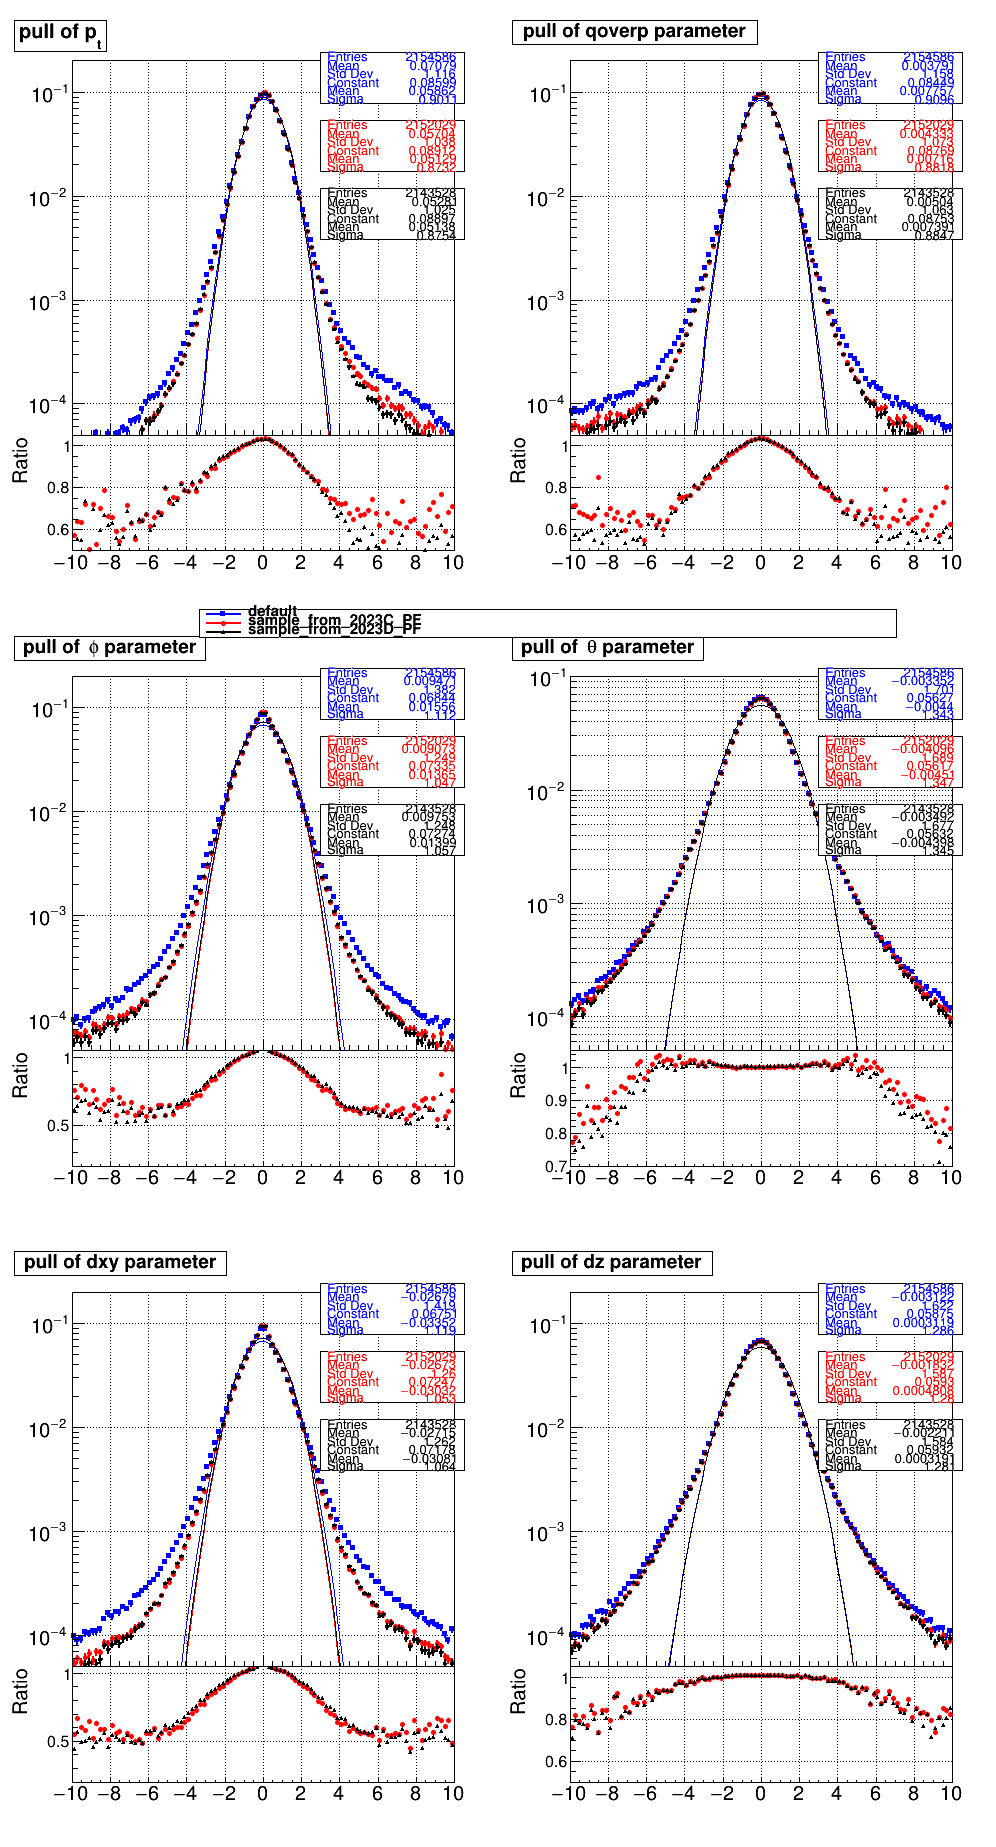 pull of pt
Entries 2154586
Mean 0.07079
Std Dev 1.116
Constant 0.08599
Mean 0.05862
Sigma 0.9011
Entries 2152029
Mean 0.05704
Std Dev 1.038
Constant 0.08912
Mean 0.05129
Sigma 0.8732
Entries 2143528
Mean 0.05281
Std Dev 1.025
Constant 0.08897
Mean 0.05138
Sigma 0.8754
10−1
10−2
10−3
10−4
Ratio
1
0.8
0.6
−10 −8 −6 −4 −2 0 2 4 6 8 10
pull of qoverp parameter
Entries 2154586
Mean 0.003791
Std Dev 1.158
Constant 0.08449
Mean 0.007757
Sigma 0.9096
Entries 2152029
Mean 0.004333
Std Dev 1.073
Constant 0.08769
Mean 0.00716
Sigma 0.8818
Entries 2143528
Mean 0.00504
Std Dev 1.063
Constant 0.08753
Mean 0.007391
Sigma 0.8847
10−1
10−2
10−3
10−4
Ratio
1
0.8
0.6
−10 −8 −6 −4 −2 0 2 4 6 8 10
default
sample_from_2023C_PF
sample_from_2023D_PF
pull of ϕ parameter
Entries 2154586
Mean 0.009471
Std Dev 1.382
Constant 0.06844
Mean 0.01556
Sigma 1.112
Entries 2152029
Mean 0.009073
Std Dev 1.249
Constant 0.07335
Mean 0.01365
Sigma 1.047
Entries 2143528
Mean 0.009753
Std Dev 1.248
Constant 0.07274
Mean 0.01399
Sigma 1.057
10−1
10−2
10−3
10−4
Ratio
1
0.5
−10 −8 −6 −4 −2 0 2 4 6 8 10
pull of θ parameter
Entries 2154586
Mean −0.003352
Std Dev 1.701
Constant 0.05627
Mean −0.0044
Sigma 1.343
Entries 2152029
Mean −0.004096
Std Dev 1.689
Constant 0.05617
Mean −0.00451
Sigma 1.347
Entries 2143528
Mean −0.003492
Std Dev 1.677
Constant 0.05632
Mean −0.004398
Sigma 1.345
10−1
10−2
10−3
10−4
Ratio
1
0.9
0.8
0.7
−10 −8 −6 −4 −2 0 2 4 6 8 10
pull of dxy parameter
Entries 2154586
Mean −0.02679
Std Dev 1.419
Constant 0.06751
Mean −0.03352
Sigma 1.119
Entries 2152029
Mean −0.02673
Std Dev 1.26
Constant 0.07247
Mean −0.03032
Sigma 1.053
Entries 2143528
Mean −0.02715
Std Dev 1.262
Constant 0.07178
Mean −0.03081
Sigma 1.064
10−1
10−2
10−3
10−4
Ratio
1
0.5
−10 −8 −6 −4 −2 0 2 4 6 8 10
pull of dz parameter
Entries 2154586
Mean −0.003122
Std Dev 1.622
Constant 0.05875
Mean 0.0003119
Sigma 1.286
Entries 2152029
Mean −0.001832
Std Dev 1.587
Constant 0.0593
Mean 0.0004808
Sigma 1.28
Entries 2143528
Mean −0.002211
Std Dev 1.584
Constant 0.05932
Mean 0.0003191
Sigma 1.281
10−1
10−2
10−3
10−4
Ratio
1
0.8
0.6
−10 −8 −6 −4 −2 0 2 4 6 8 10